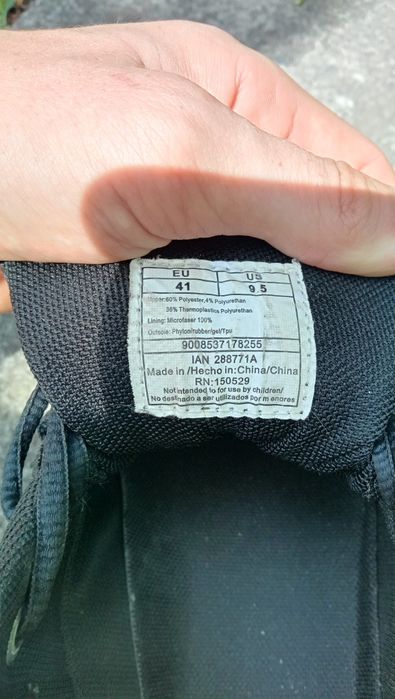 EU US
41 9.5
Upper:60% Polyester,4% Polyurethan
36% Thermoplastics Polyurethan
Lining: Microfaser 100%
Outsole: Phylon/rubber/gel/Tpu
9008537178255
IAN 288771A
Made in /Hecho in:China/China
RN:150529
Not intended to for use by children/
No destinado a ser utilizados por menores